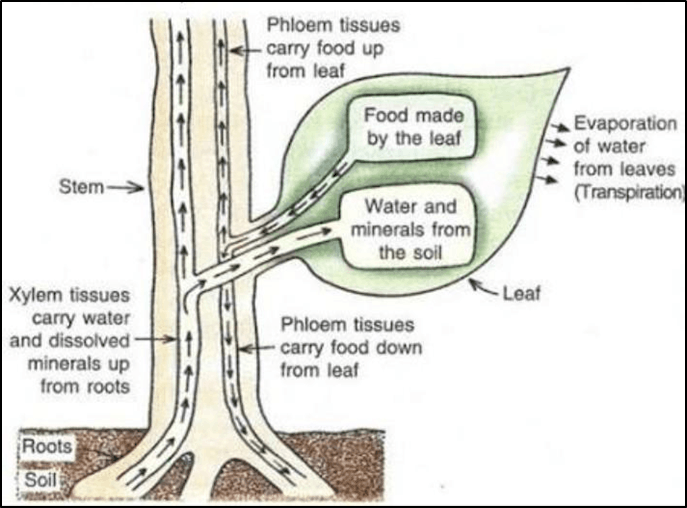 Phloem tissues
carry food up
from leaf
Food made
by the leaf
Evaporation
of water
from leaves
(Transpiration)
Stem
Water and
minerals from
the soil
Leaf
Xylem tissues
carry water
and dissolved
minerals up
from roots
Phloem tissues
carry food down
from leaf
Roots
Soil